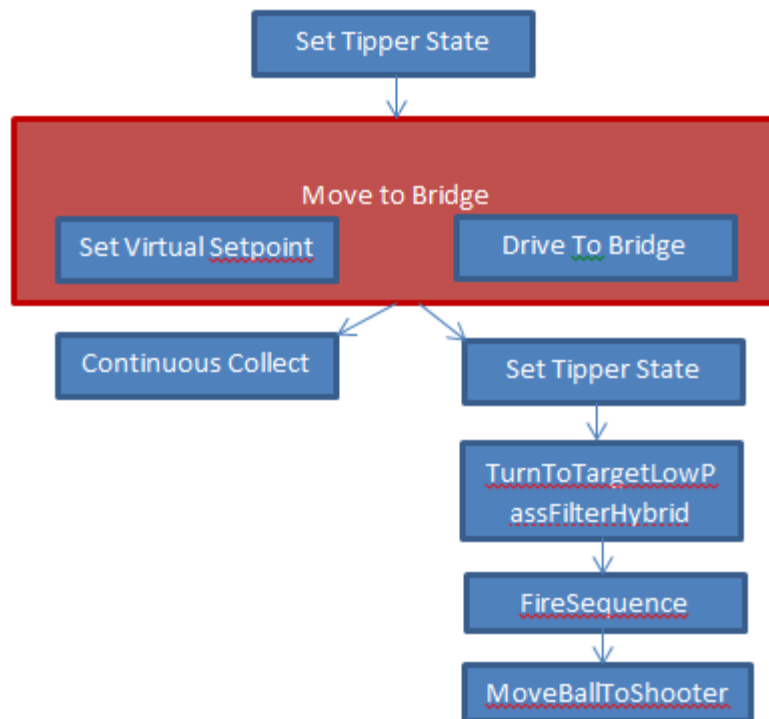 Set Tipper State
Move to Bridge
Set Virtual Setpoint
Drive To Bridge
Continuous Collect
Set Tipper State
TurnToTargetLowP
assFilterHybrid
FireSequence
MoveBallToShooter